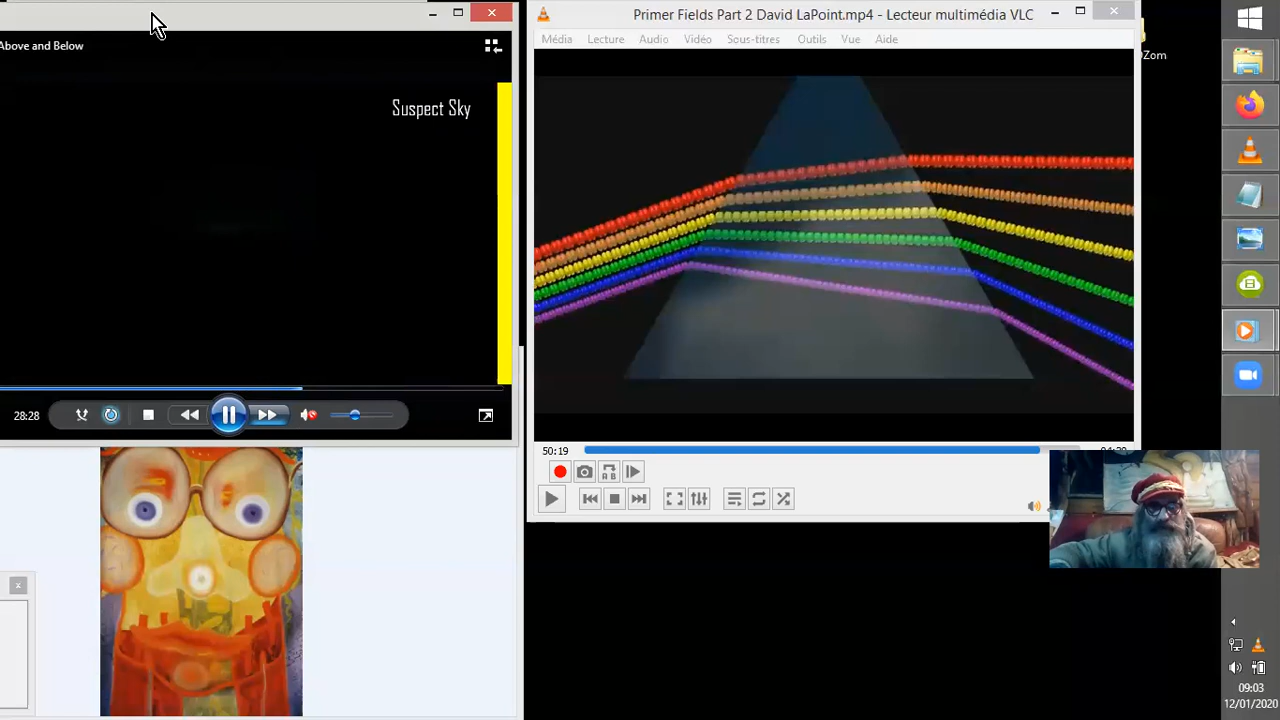 Above and Below
Suspect Sky
28:28
Primer Fields Part 2 David LaPoint.mp4 - Lecteur multimédia VLC
Média Lecture Audio Vidéo Sous-titres Outils Vue Aide
50:19
Zom
09:03
12/01/2020